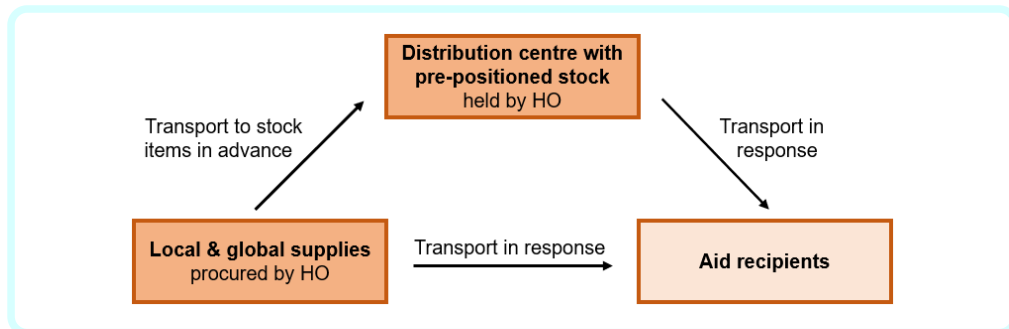 Distribution centre with
pre-positioned stock
held by HO
Transport to stock
items in advance
Transport in
response
Local & global supplies
procured by HO
Transport in response
Aid recipients